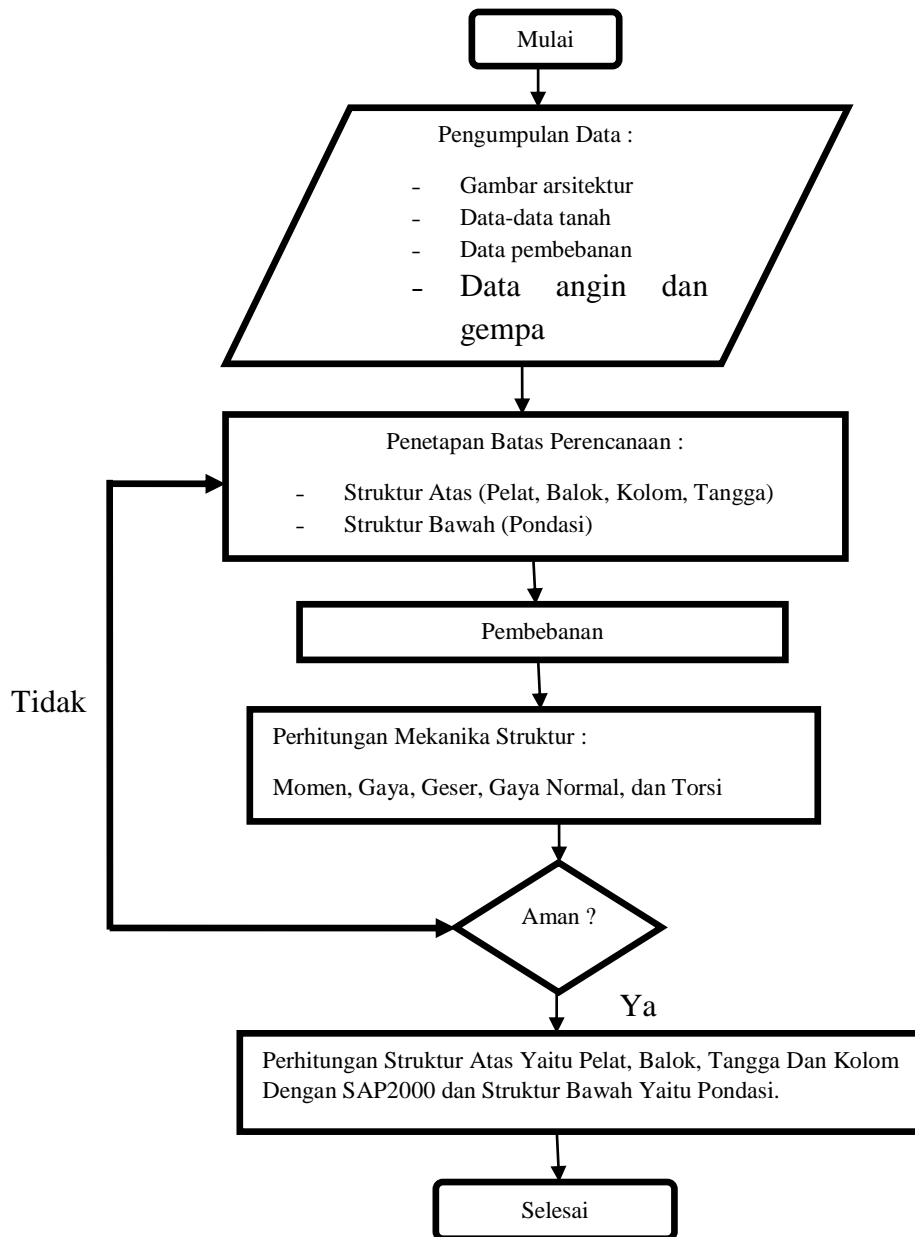 Mulai
Pengumpulan Data :
- Gambar arsitektur
- Data-data tanah
- Data pembebanan
- Data angin dan
gempa
Penetapan Batas Perencanaan :
- Struktur Atas (Pelat, Balok, Kolom, Tangga)
- Struktur Bawah (Pondasi)
Pembebanan
Tidak
Perhitungan Mekanika Struktur :
Momen, Gaya, Geser, Gaya Normal, dan Torsi
Aman ?
Ya
Perhitungan Struktur Atas Yaitu Pelat, Balok, Tangga Dan Kolom
Dengan SAP2000 dan Struktur Bawah Yaitu Pondasi.
Selesai